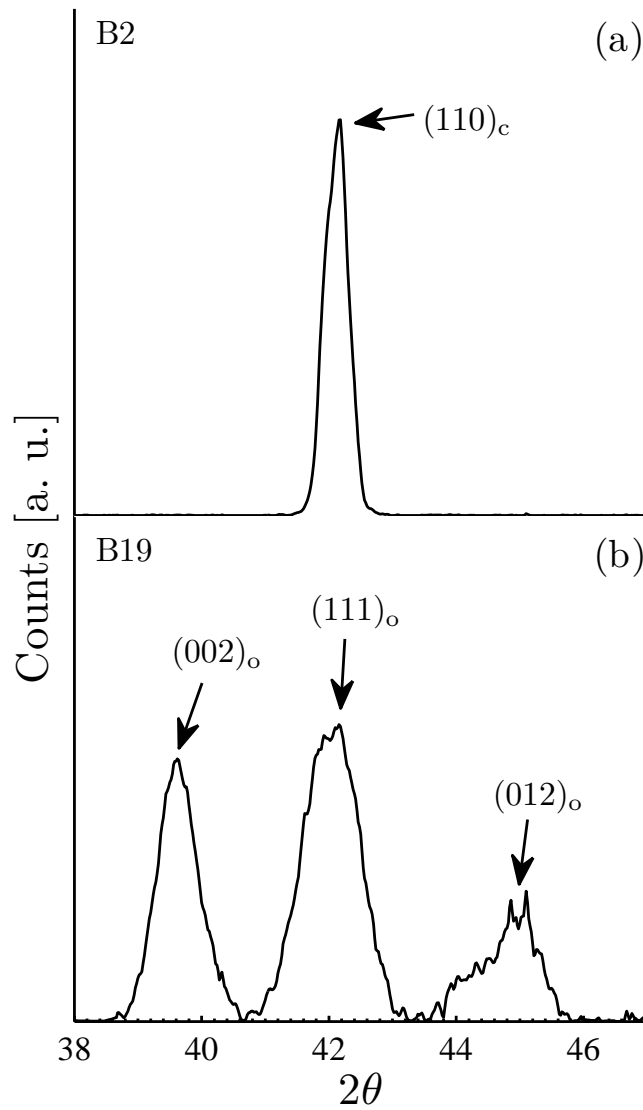 B2
(a)
(110)c
Counts [a. u.]
B19
(b)
(111)o
(002)o
(012)o
38
40
42
44
46
2θ